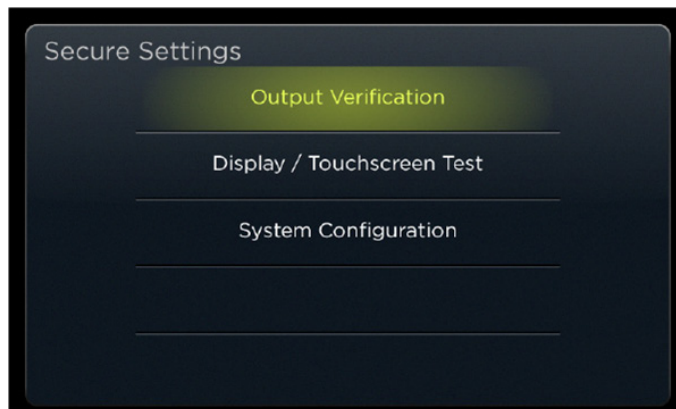 Secure Settings
Output Verification
Display / Touchscreen Test
System Configuration